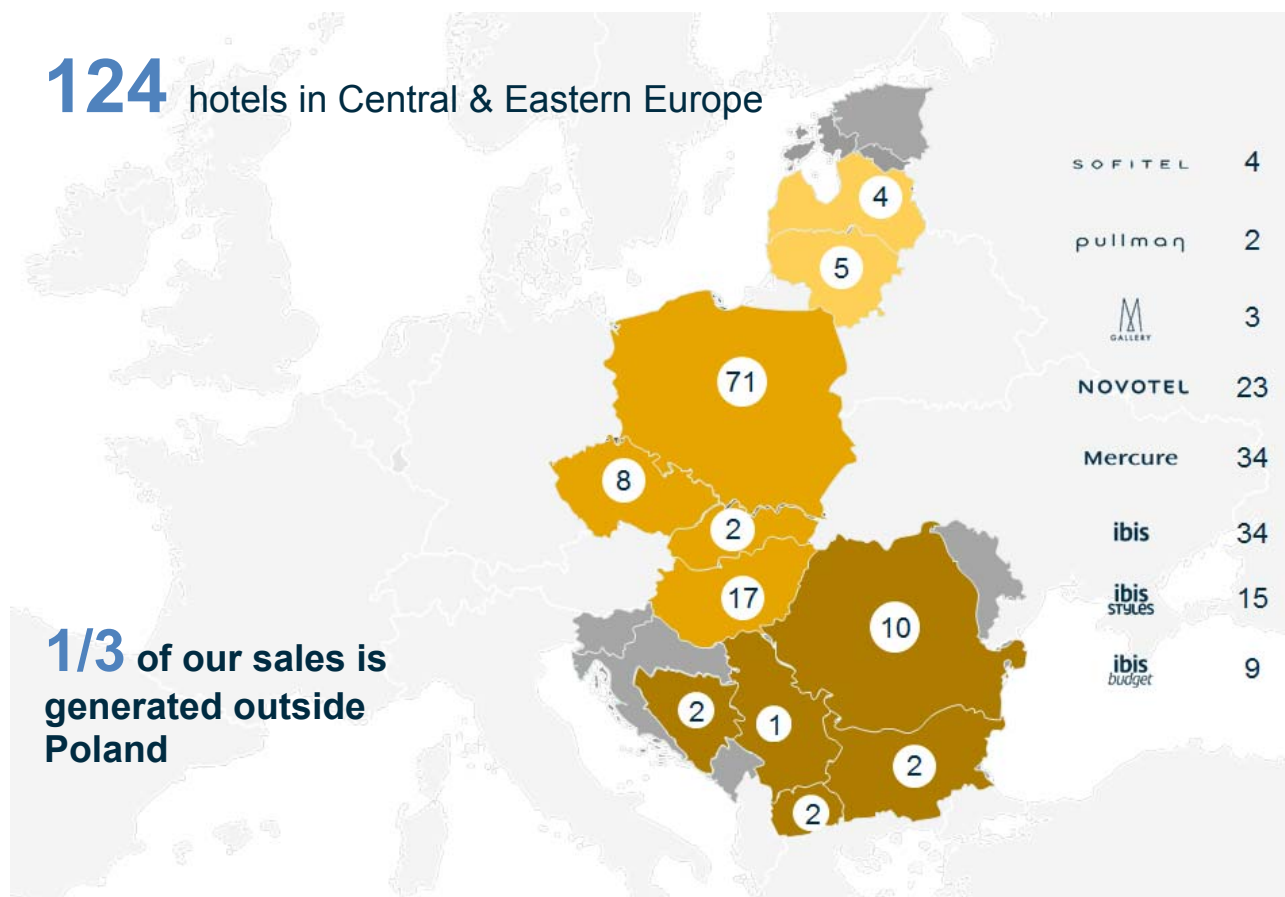 124 hotels in Central & Eastern Europe
4
5
71
8
2
17
10
2
1
2
2
1/3 of our sales is
generated outside
Poland
SOFITEL 4
pullman 2
M
GALLERY 3
NOVOTEL 23
Mercure 34
ibis 34
ibis
STYLES 15
ibis
budget 9